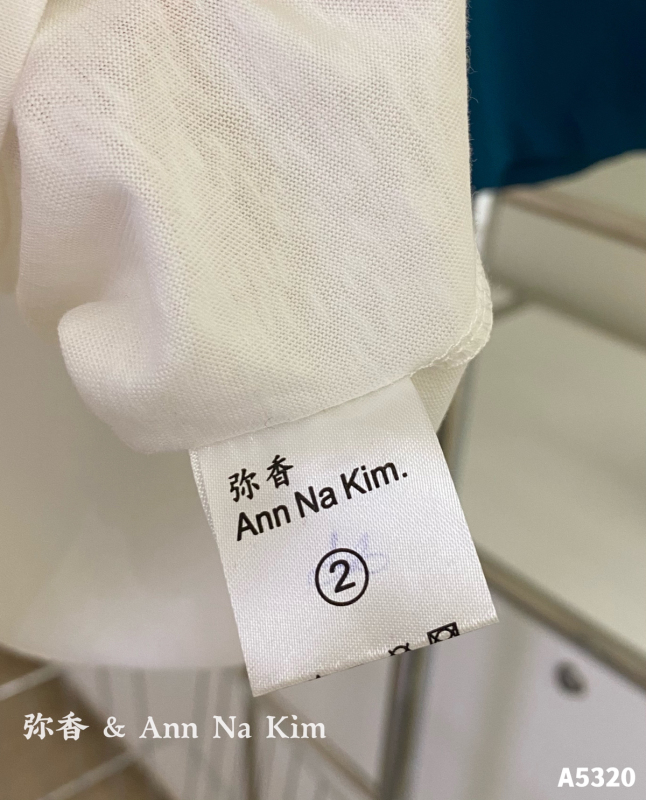 弥香
Ann Na Kim.
2
弥香 & Ann Na Kim
A5320